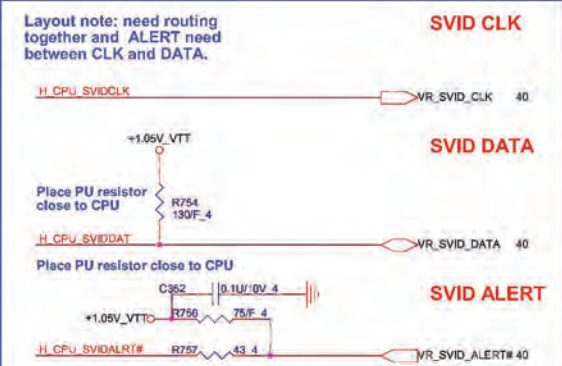 Layout note: need routing
together and ALERT need
between CLK and DATA.
SVID CLK
H_CPU_SVIDCLK
VR_SVID_CLK 40
+1.05V_VTT
SVID DATA
Place PU resistor
close to CPU
R754
130/F_4
H_CPU_SVIDDAT
VR_SVID_DATA 40
Place PU resistor close to CPU
C352 0.1U/10V_4
SVID ALERT
+1.05V_VTT R756 75/F_4
H_CPU_SVIDALRT# R757 43_4 VR_SVID_ALERT# 40